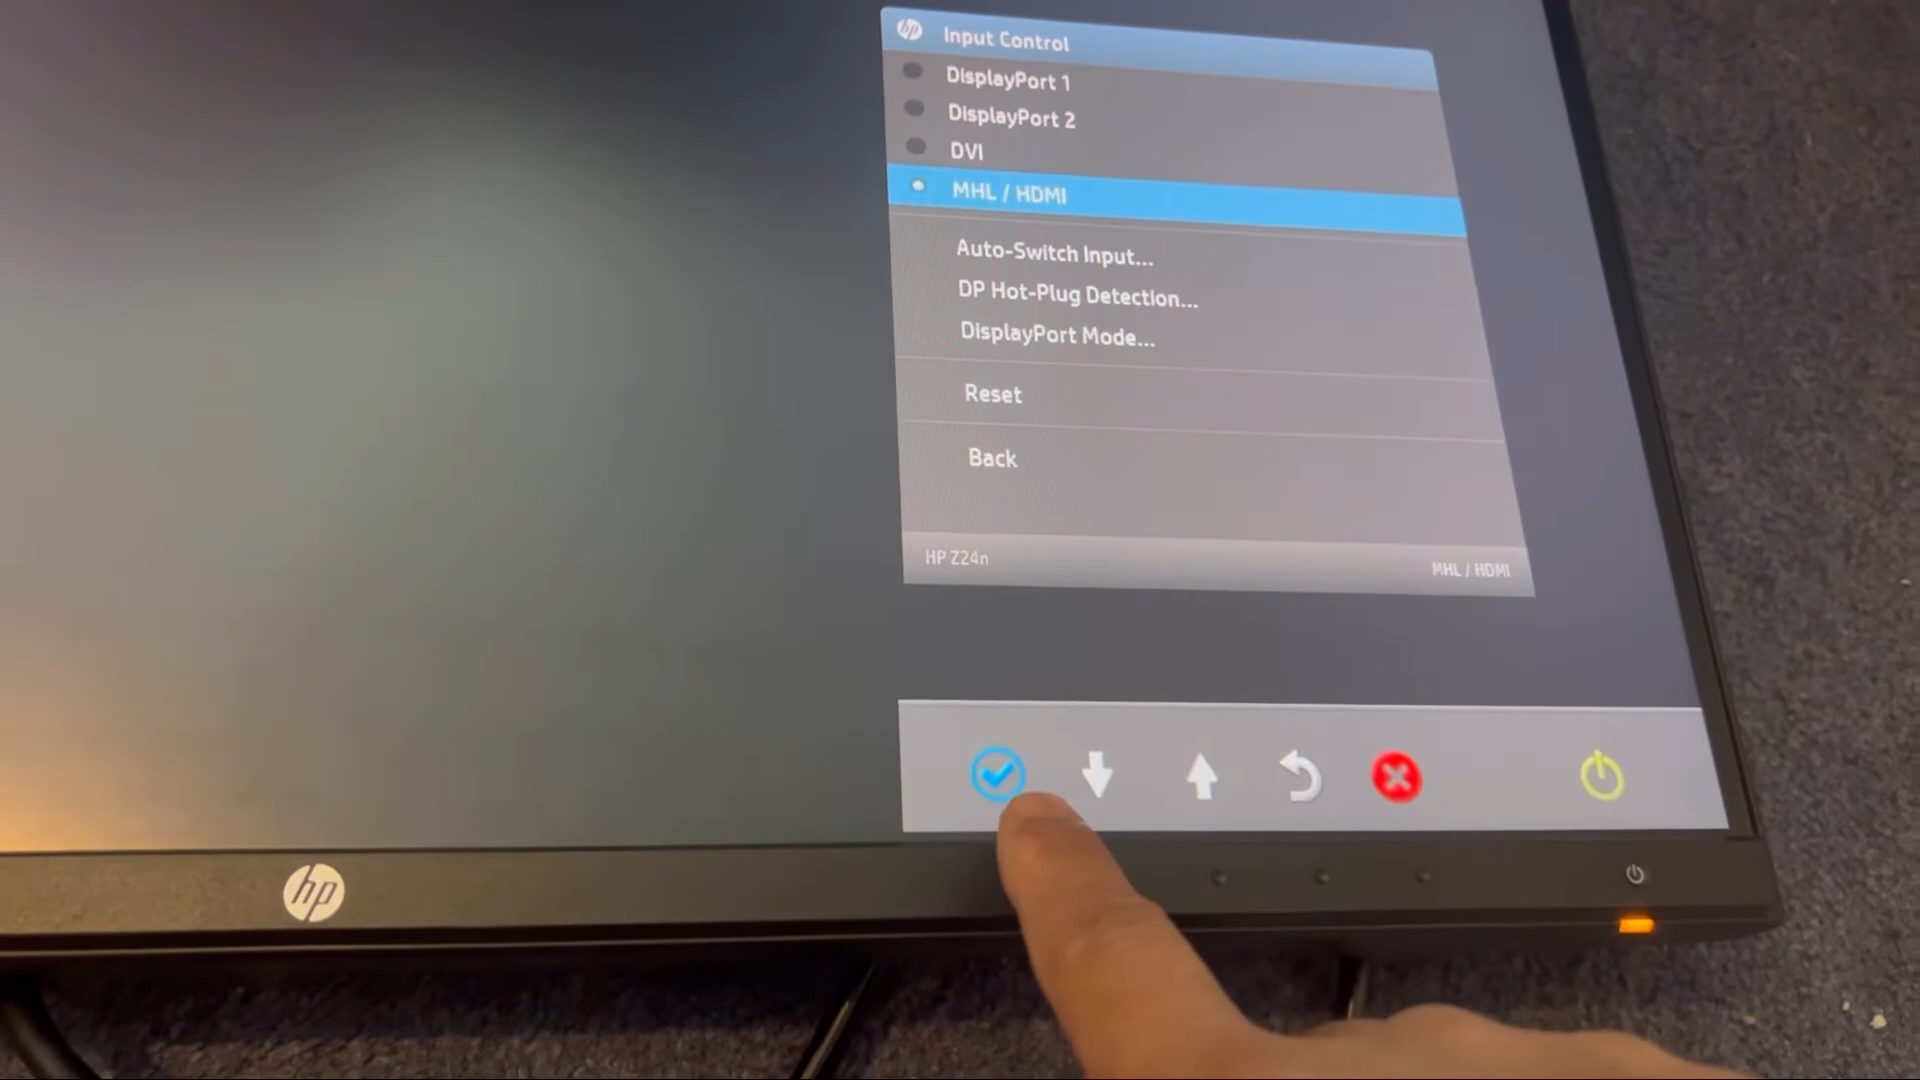 hp Input Control
DisplayPort 1
DisplayPort 2
DVI
MHL / HDMI
Auto-Switch Input...
DP Hot-Plug Detection...
DisplayPort Mode...
Reset
Back
HP Z24n MHL / HDMI
hp